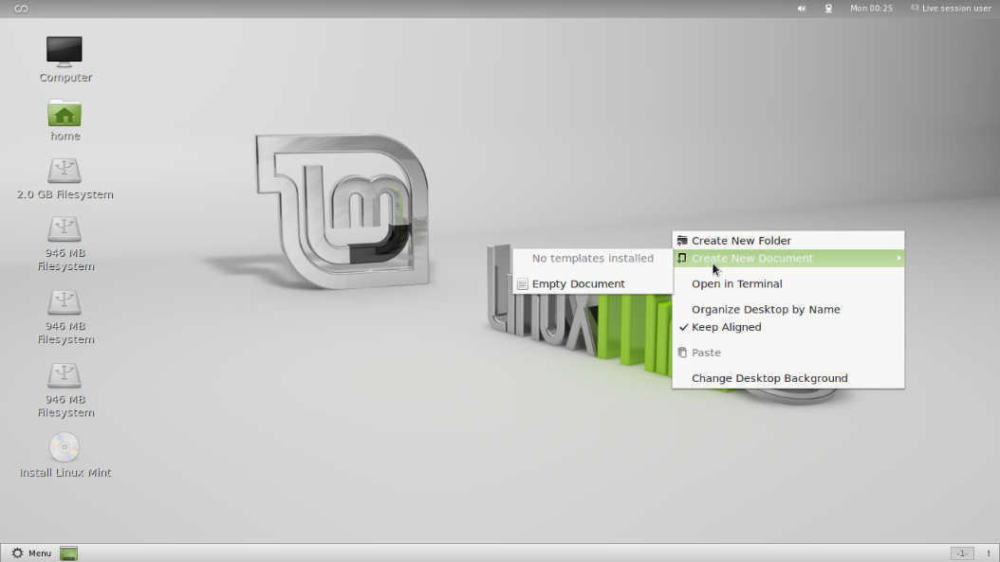 Mon 00:25
Live session user
Computer
home
2.0 GB Filesystem
946 MB
Filesystem
946 MB
Filesystem
946 MB
Filesystem
Install Linux Mint
Create New Folder
Create New Document
No templates installed
Empty Document
Open in Terminal
Organize Desktop by Name
Keep Aligned
Paste
Change Desktop Background
Linux
Menu
-1-
!